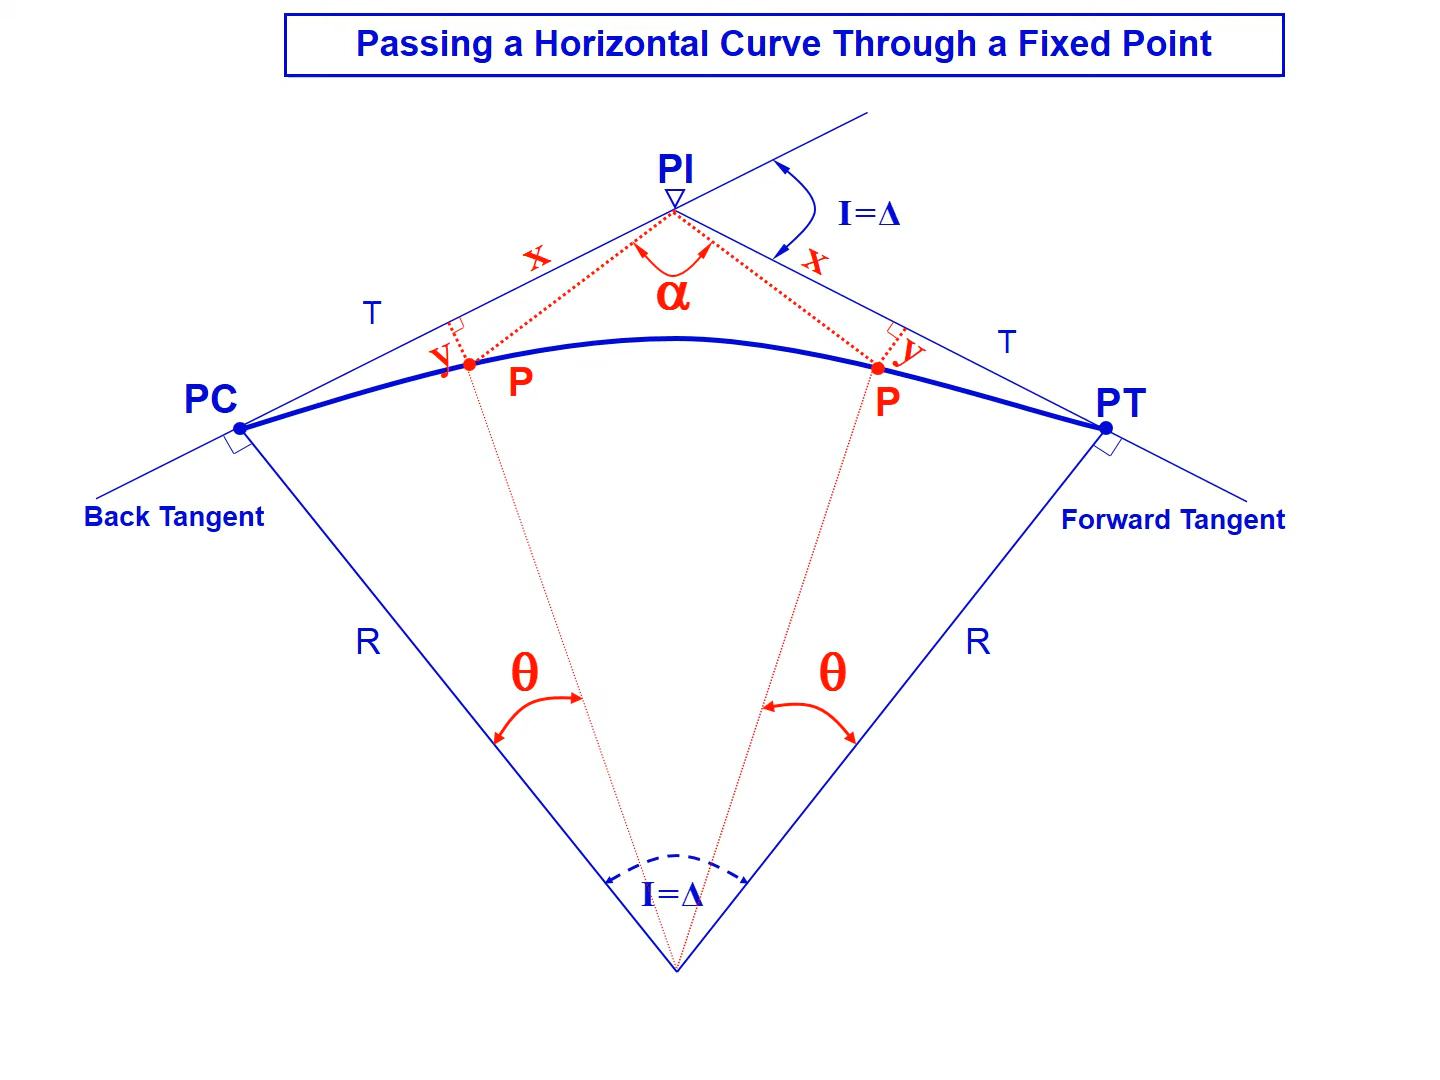 Passing a Horizontal Curve Through a Fixed Point
PI
I=Δ
x
x
α
T
T
y
y
P
P
PC
PT
Back Tangent
Forward Tangent
R
R
θ
θ
I=Δ